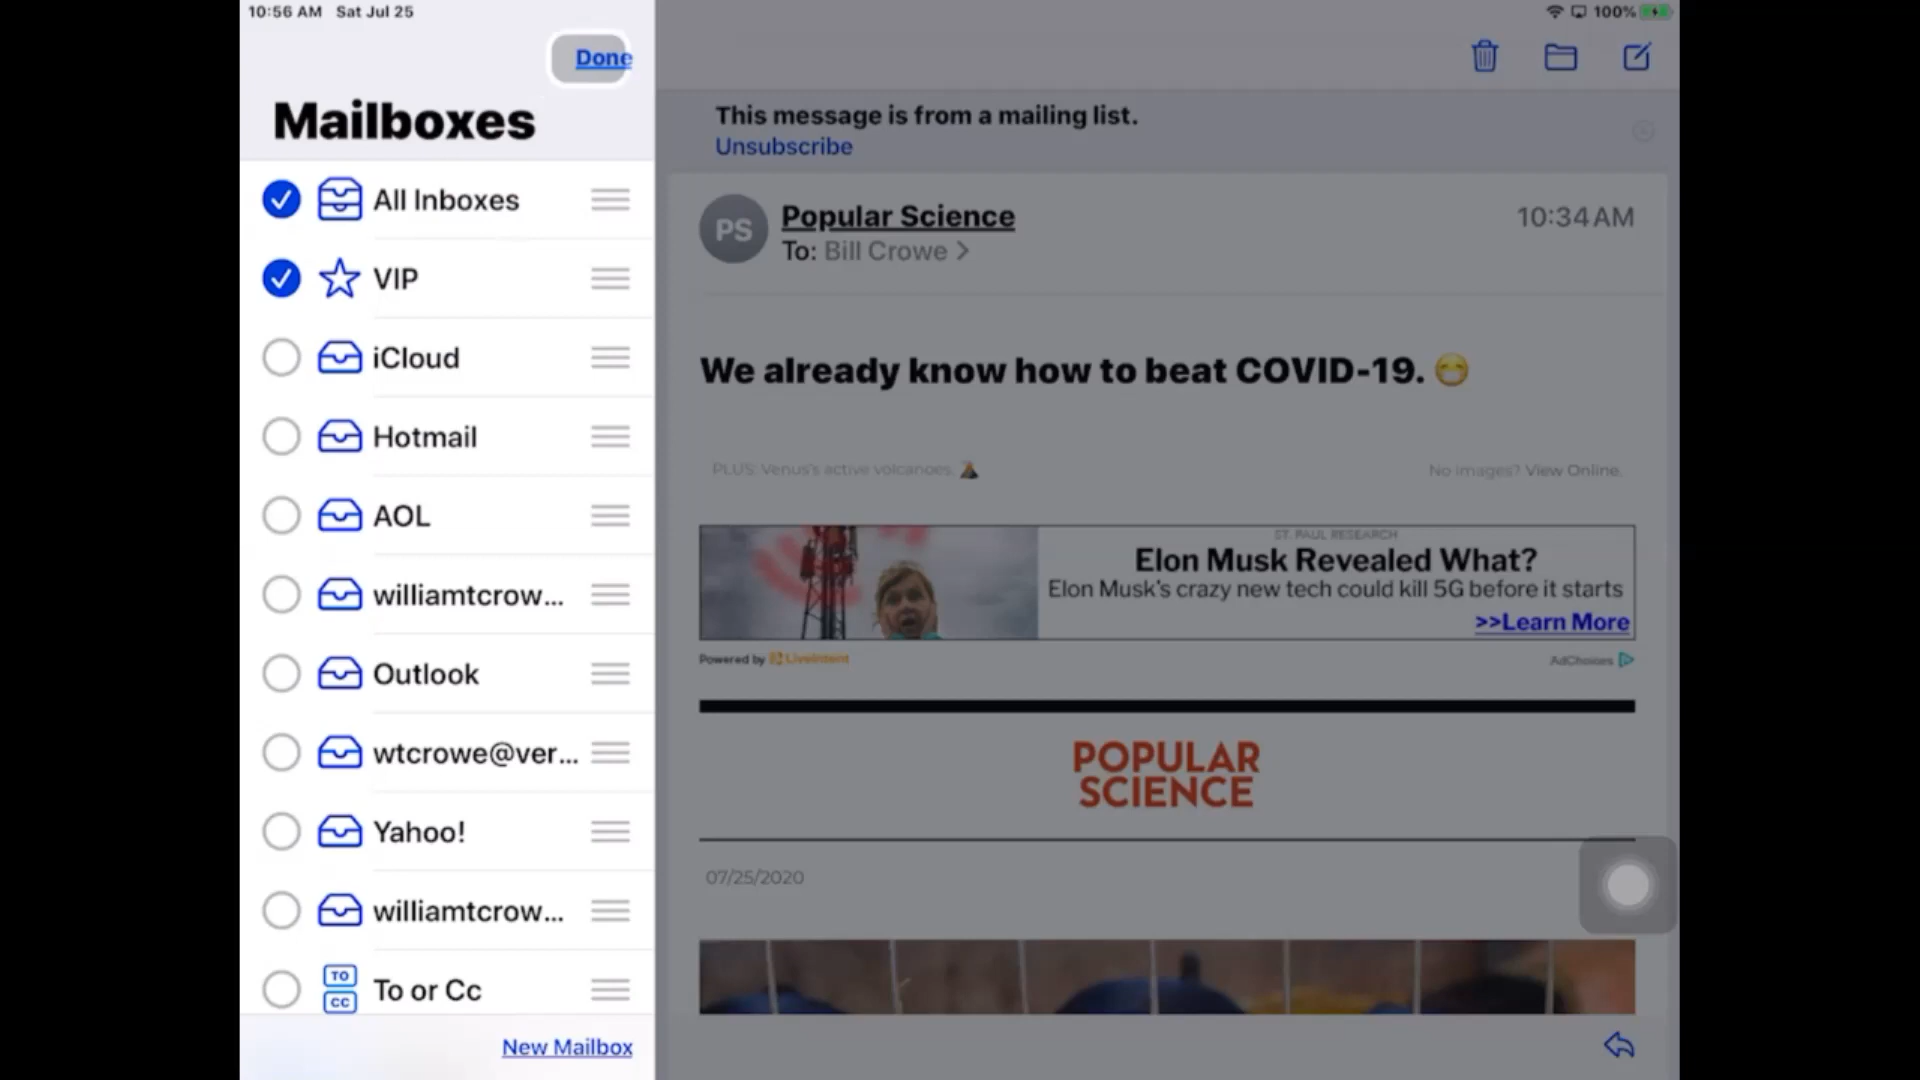 10:56 AM Sat Jul 25
100%
Done
Mailboxes
All Inboxes
VIP
iCloud
Hotmail
AOL
williamtcrow...
Outlook
wtcrowe@ver...
Yahoo!
williamtcrow...
TO
CC
To or Cc
New Mailbox
This message is from a mailing list.
Unsubscribe
PS
Popular Science
10:34 AM
To: Bill Crowe >
We already know how to beat COVID-19. 😷
PLUS: Venus's active volcanoes. 🌋
No images? View Online.
ST. PAUL RESEARCH
Elon Musk Revealed What?
Elon Musk's crazy new tech could kill 5G before it starts
>>Learn More
Powered by LiveIntent
AdChoices
POPULAR
SCIENCE
07/25/2020